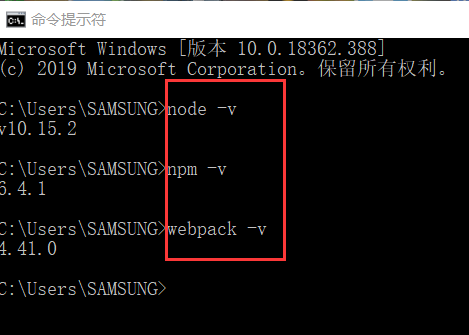 命令提示符
Microsoft Windows [版本 10.0.18362.388]
(c) 2019 Microsoft Corporation。保留所有权利。
C:\Users\SAMSUNG>node -v
v10.15.2
C:\Users\SAMSUNG>npm -v
6.4.1
C:\Users\SAMSUNG>webpack -v
4.41.0
C:\Users\SAMSUNG>